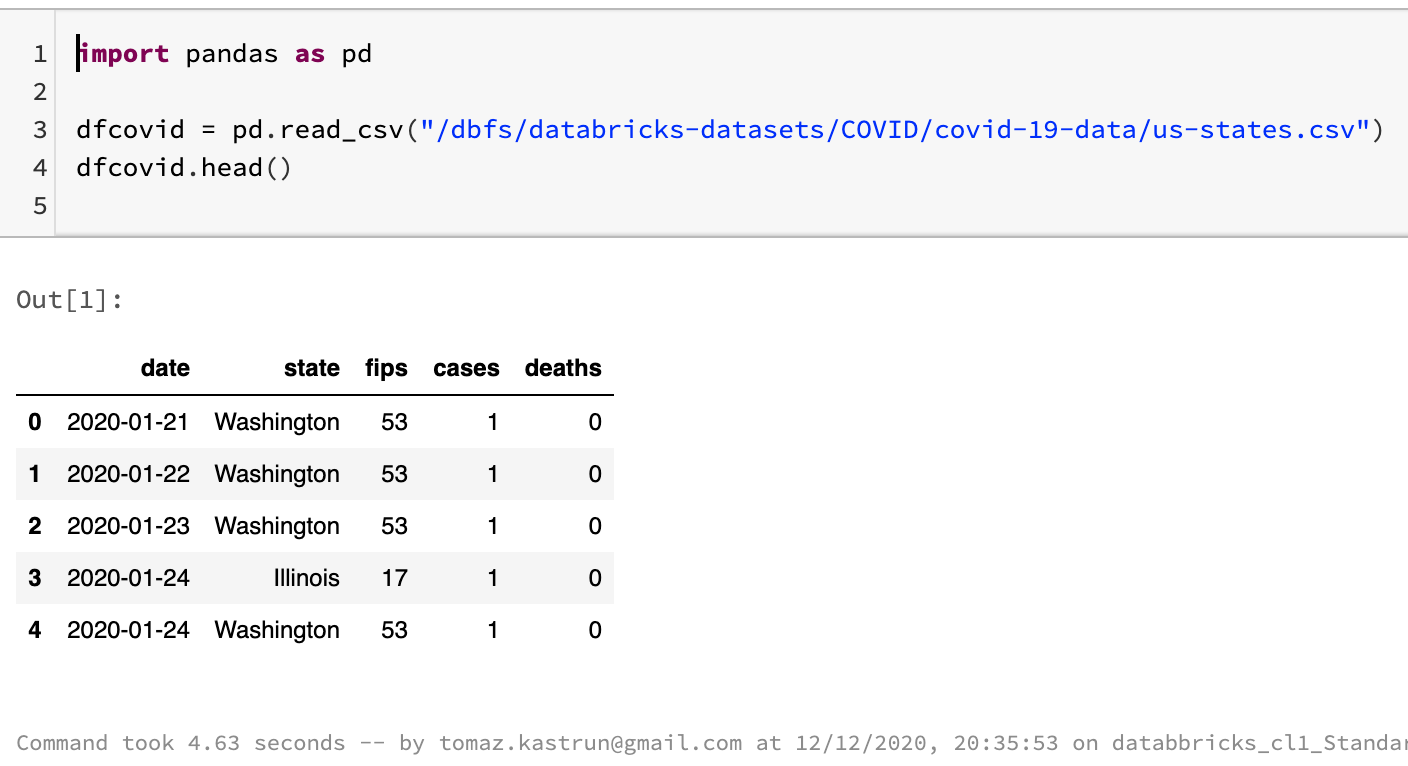 1 import pandas as pd
2
3 dfcovid = pd.read_csv("/dbfs/databricks-datasets/COVID/covid-19-data/us-states.csv")
4 dfcovid.head()
5
Out[1]:
date state fips cases deaths
0 2020-01-21 Washington 53 1 0
1 2020-01-22 Washington 53 1 0
2 2020-01-23 Washington 53 1 0
3 2020-01-24 Illinois 17 1 0
4 2020-01-24 Washington 53 1 0
Command took 4.63 seconds -- by tomaz.kastrun@gmail.com at 12/12/2020, 20:35:53 on